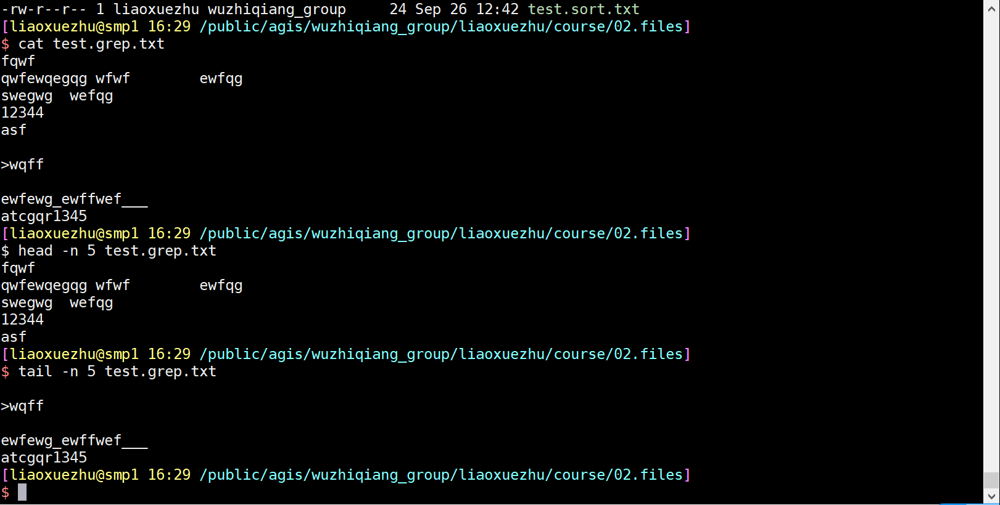 -rw-r--r-- 1 liaoxuezhu wuzhiqiang_group     24 Sep 26 12:42 test.sort.txt
[liaoxuezhu@smp1 16:29 /public/agis/wuzhiqiang_group/liaoxuezhu/course/02.files]
$ cat test.grep.txt
fqwf
qwfewqegqg wfwf        ewfqg
swegwg  wefqg
12344
asf

>wqff

ewfewg_ewffwef___
atcgqr1345
[liaoxuezhu@smp1 16:29 /public/agis/wuzhiqiang_group/liaoxuezhu/course/02.files]
$ head -n 5 test.grep.txt
fqwf
qwfewqegqg wfwf        ewfqg
swegwg  wefqg
12344
asf
[liaoxuezhu@smp1 16:29 /public/agis/wuzhiqiang_group/liaoxuezhu/course/02.files]
$ tail -n 5 test.grep.txt

>wqff

ewfewg_ewffwef___
atcgqr1345
[liaoxuezhu@smp1 16:29 /public/agis/wuzhiqiang_group/liaoxuezhu/course/02.files]
$